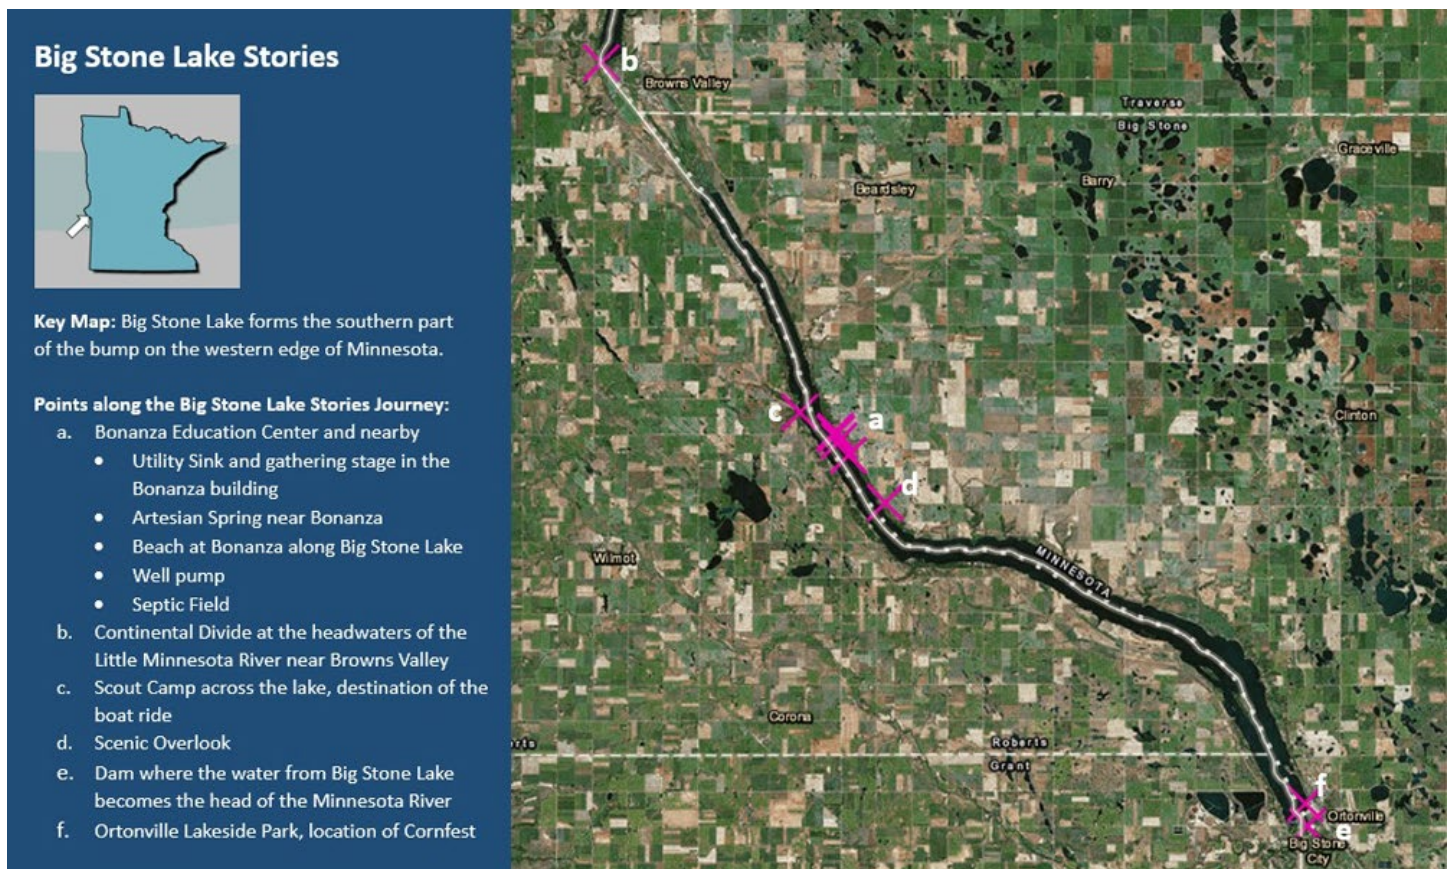 Big Stone Lake Stories
Key Map: Big Stone Lake forms the southern part
of the bump on the western edge of Minnesota.
Points along the Big Stone Lake Stories Journey:
a. Bonanza Education Center and nearby
• Utility Sink and gathering stage in the
Bonanza building
• Artesian Spring near Bonanza
• Beach at Bonanza along Big Stone Lake
• Well pump
• Septic Field
b. Continental Divide at the headwaters of the
Little Minnesota River near Browns Valley
c. Scout Camp across the lake, destination of the
boat ride
d. Scenic Overlook
e. Dam where the water from Big Stone Lake
becomes the head of the Minnesota River
f. Ortonville Lakeside Park, location of Cornfest
b
Browns Valley
Traverse
Big Stone
Graceville
Barry
Beardsley
c
a
Clinton
d
Wilmot
MINNESOTA
Corona
rts
Roberts
Grant
f
Ortonville
e
Big Stone
City